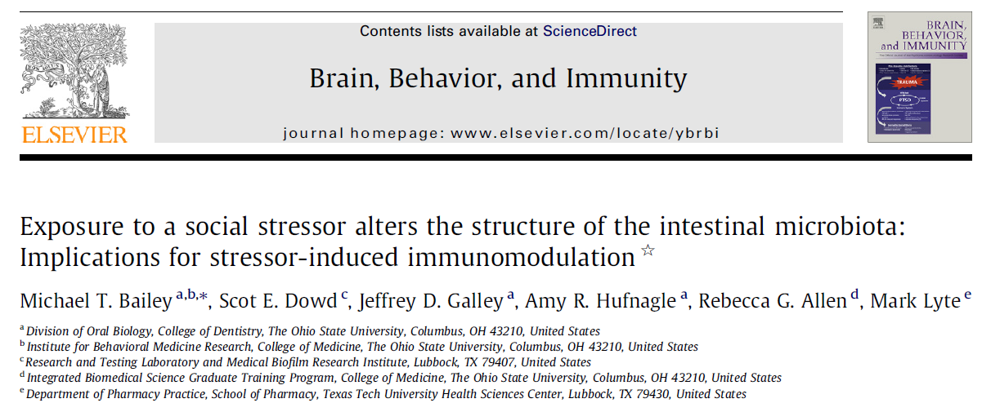 Contents lists available at ScienceDirect
Brain, Behavior, and Immunity
journal homepage: www.elsevier.com/locate/ybrbi
ELSEVIER
BRAIN,
BEHAVIOR,
and IMMUNITY
TRAUMA
PTSD
Exposure to a social stressor alters the structure of the intestinal microbiota:
Implications for stressor-induced immunomodulation ☆
Michael T. Bailey a,b,*, Scot E. Dowd c, Jeffrey D. Galley a, Amy R. Hufnagle a, Rebecca G. Allen d, Mark Lyte e
a Division of Oral Biology, College of Dentistry, The Ohio State University, Columbus, OH 43210, United States
b Institute for Behavioral Medicine Research, College of Medicine, The Ohio State University, Columbus, OH 43210, United States
c Research and Testing Laboratory and Medical Biofilm Research Institute, Lubbock, TX 79407, United States
d Integrated Biomedical Science Graduate Training Program, College of Medicine, The Ohio State University, Columbus, OH 43210, United States
e Department of Pharmacy Practice, School of Pharmacy, Texas Tech University Health Sciences Center, Lubbock, TX 79430, United States